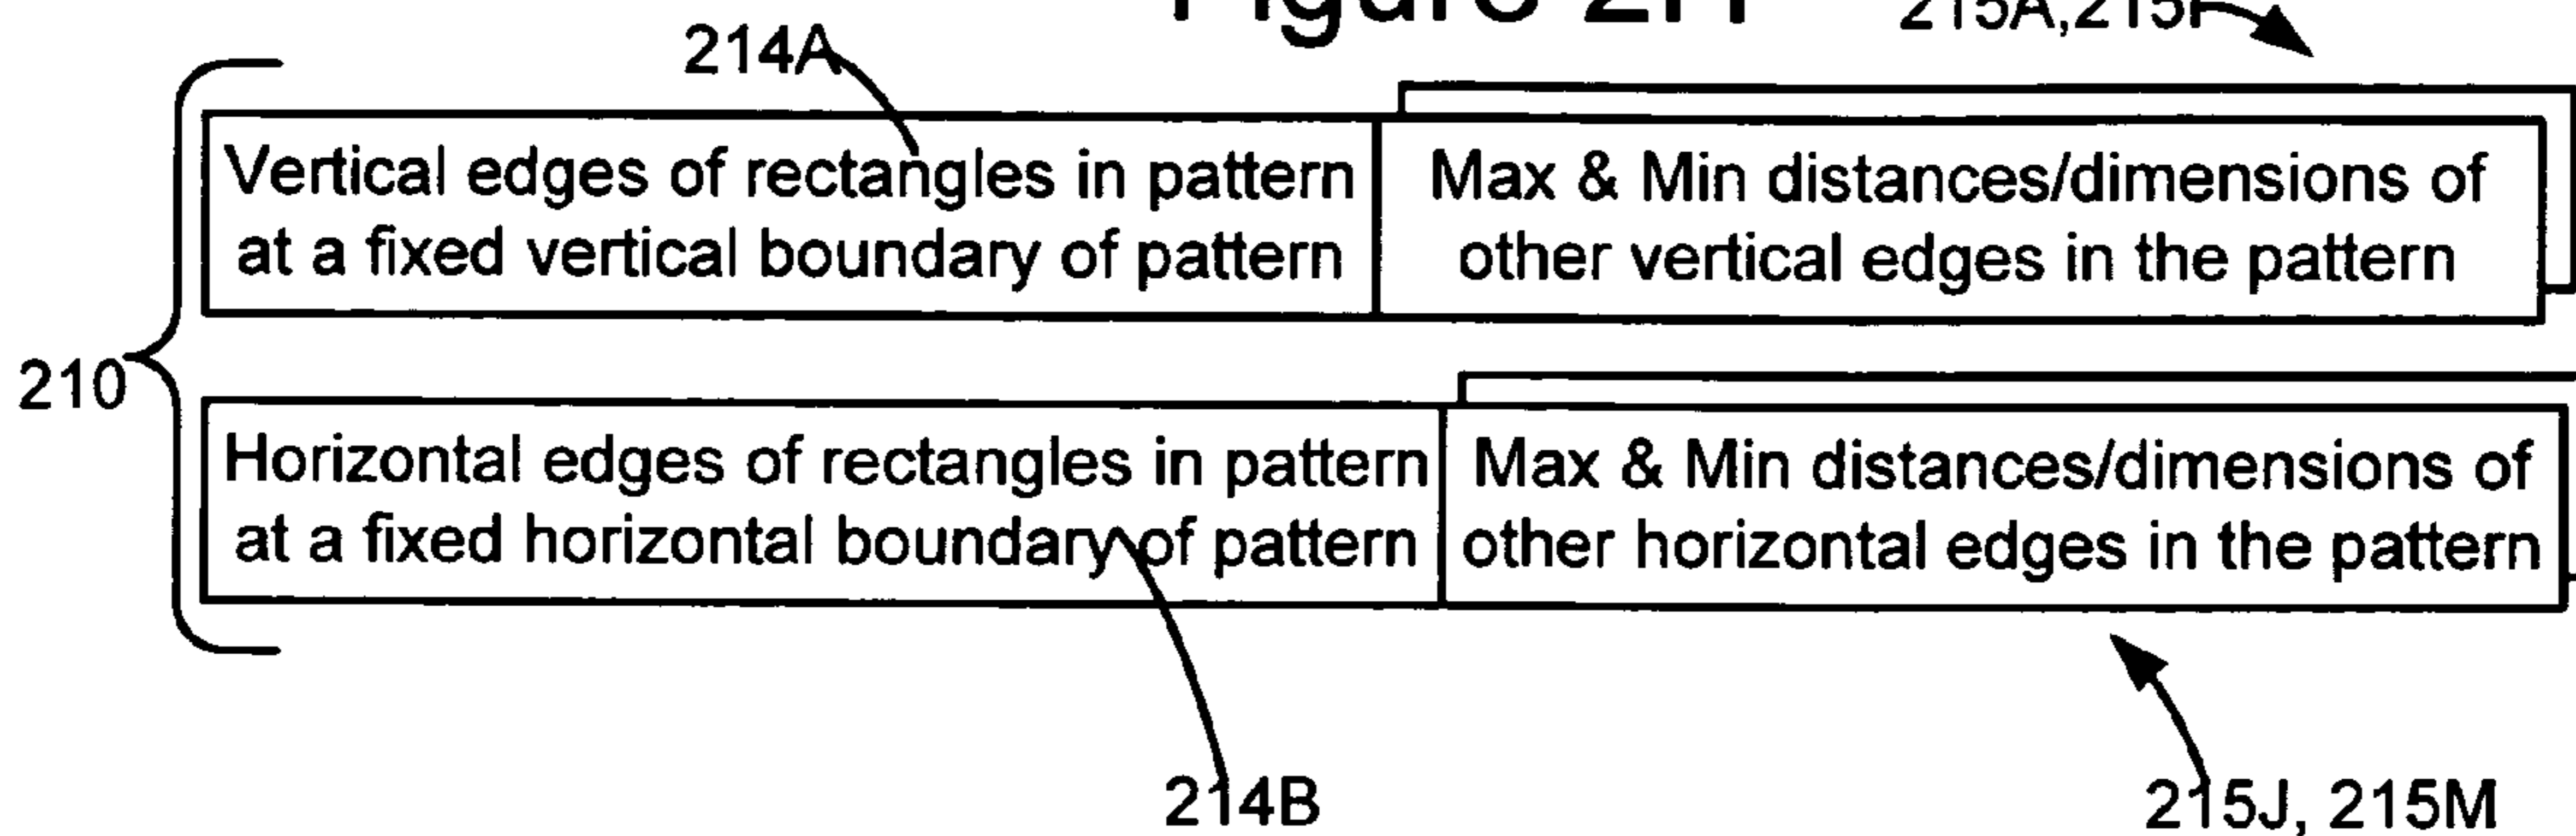 Figure
214A
Vertical edges of rectangles in pattern
at a fixed vertical boundary of pattern
Max & Min distances/dimensions of
other vertical edges in the pattern
210
Horizontal edges of rectangles in pattern
at a fixed horizontal boundary of pattern
Max & Min distances/dimensions of
other horizontal edges in the pattern
214B
215J, 215M